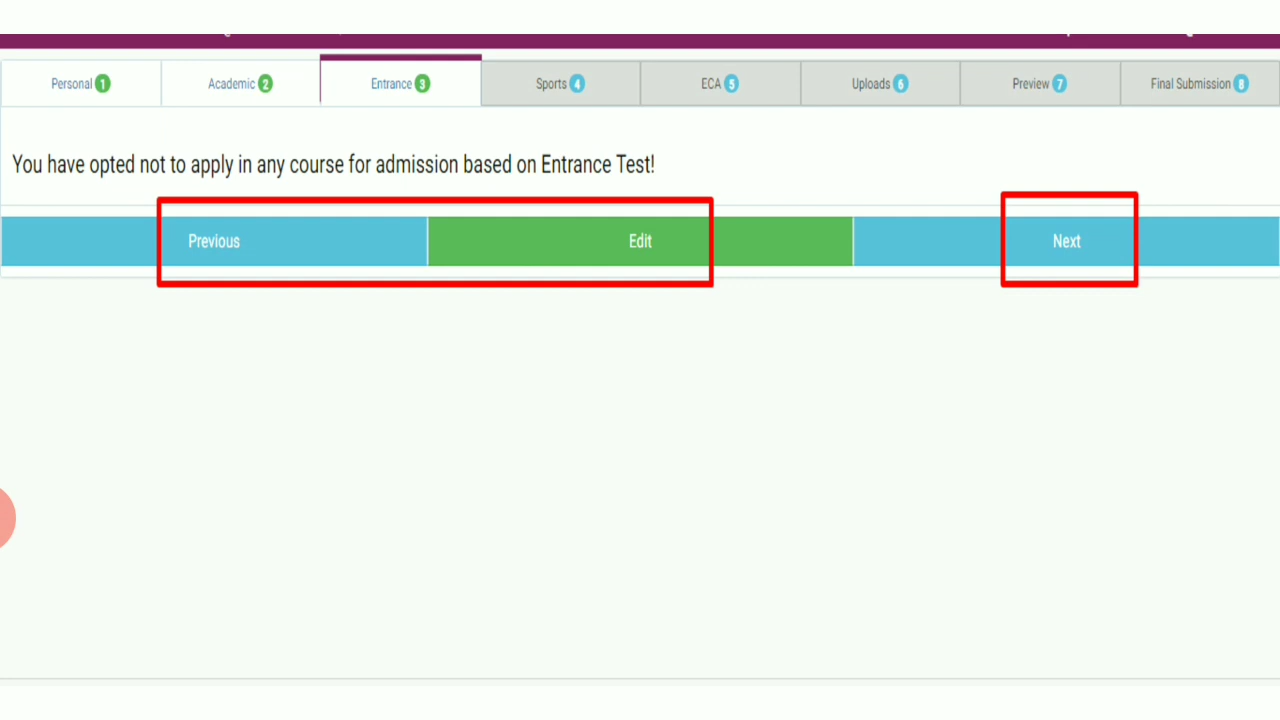 Personal 1 Academic 2 Entrance 3 Sports 4 ECA 5 Uploads 6 Preview 7 Final Submission 8
You have opted not to apply in any course for admission based on Entrance Test!
Previous Edit Next